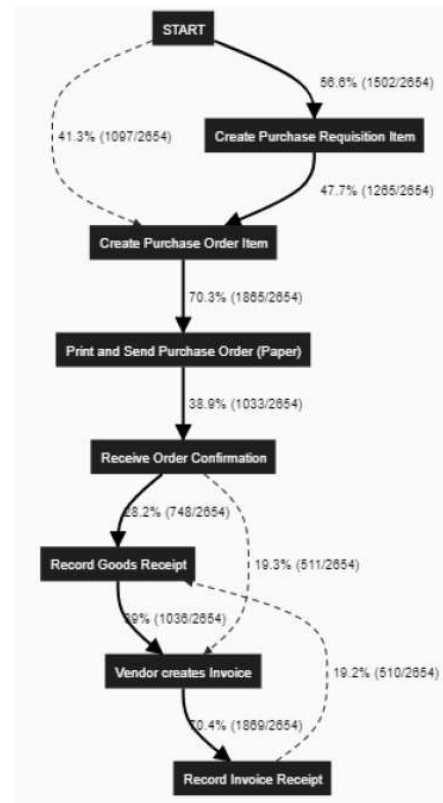 START
56.6% (1502/2654)
41.3% (1097/2654)
Create Purchase Requisition Item
47.7% (1265/2654)
Create Purchase Order Item
70.3% (1865/2654)
Print and Send Purchase Order (Paper)
38.9% (1033/2654)
Receive Order Confirmation
28.2% (748/2654)
Record Goods Receipt
19.3% (511/2654)
39% (1036/2654)
Vendor creates Invoice
19.2% (510/2654)
70.4% (1869/2654)
Record Invoice Receipt